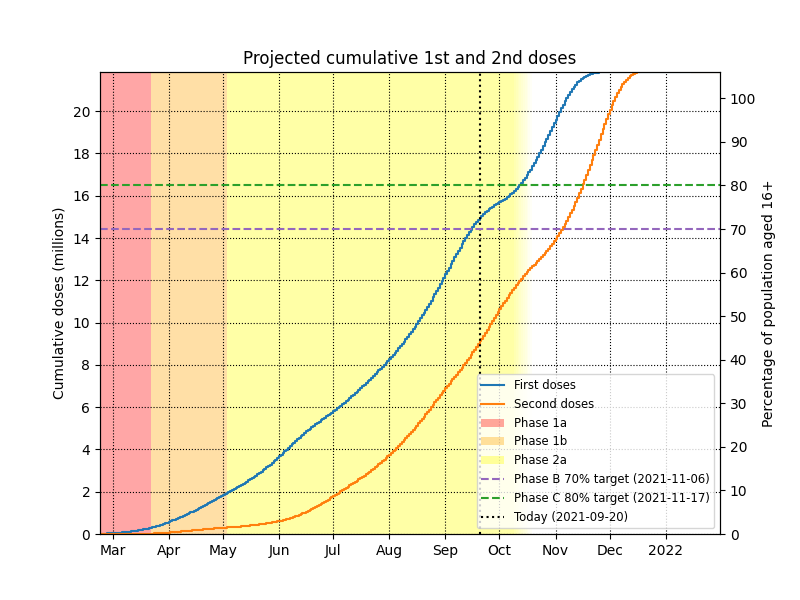 Projected cumulative 1st and 2nd doses
Cumulative doses (millions)
20
18
16
14
12
10
8
6
4
2
0
100
90
80
70
60
50
40
30
20
10
0
Percentage of population aged 16+
Mar Apr May Jun Jul Aug Sep Oct Nov Dec 2022
First doses
Second doses
Phase 1a
Phase 1b
Phase 2a
Phase B 70% target (2021-11-06)
Phase C 80% target (2021-11-17)
Today (2021-09-20)